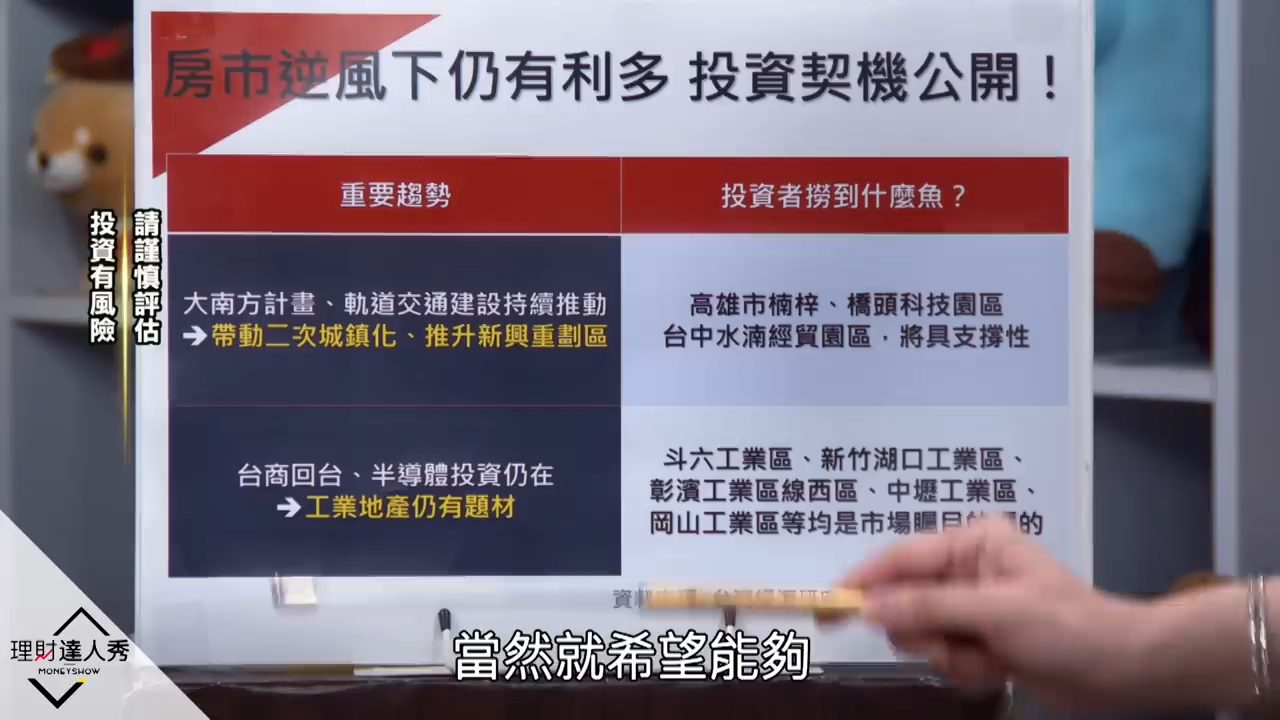 房市逆風下仍有利多 投資契機公開！
重要趨勢
投資者撈到什麼魚？
大南方計畫、軌道交通建設持續推動
➔帶動二次城鎮化、推升新興重劃區
高雄市楠梓、橋頭科技園區
台中水湳經貿園區，將具支撐性
台商回台、半導體投資仍在
➔工業地產仍有題材
斗六工業區、新竹湖口工業區、
彰濱工業區線西區、中壢工業區、
岡山工業區等均是市場矚目的
請謹慎評估
投資有風險
理財達人秀
MONEYSHOW
當然就希望能夠